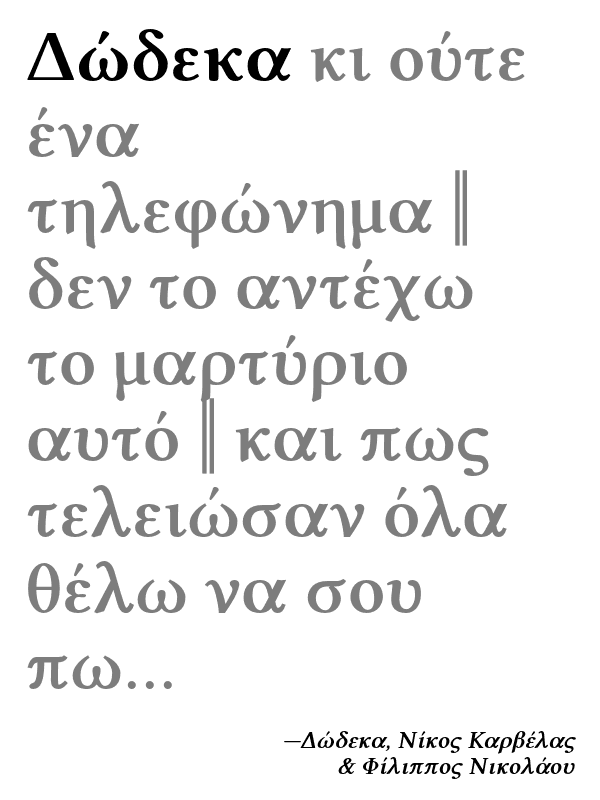 Δώδεκα κι ούτε
ένα
τηλεφώνημα ‖
δεν το αντέχω
το μαρτύριο
αυτό ‖ και πως
τελειώσαν όλα
θέλω να σου
πω...
—Δώδεκα, Νίκος Καρβέλας
& Φίλιππος Νικολάου